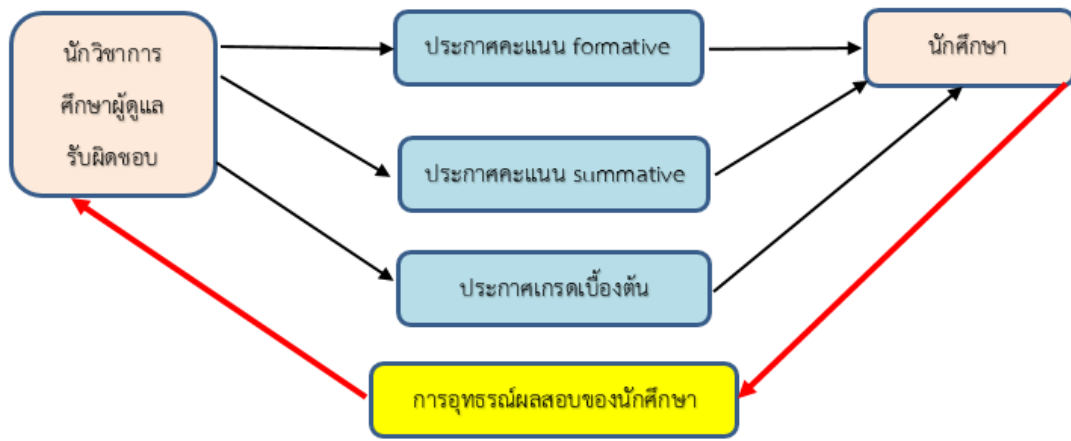 นักวิชาการ
ศึกษาผู้ดูแล
รับผิดชอบ
ประกาศคะแนน formative
นักศึกษา
ประกาศคะแนน summative
ประกาศเกรดเบื้องต้น
การอุทธรณ์ผลสอบของนักศึกษา